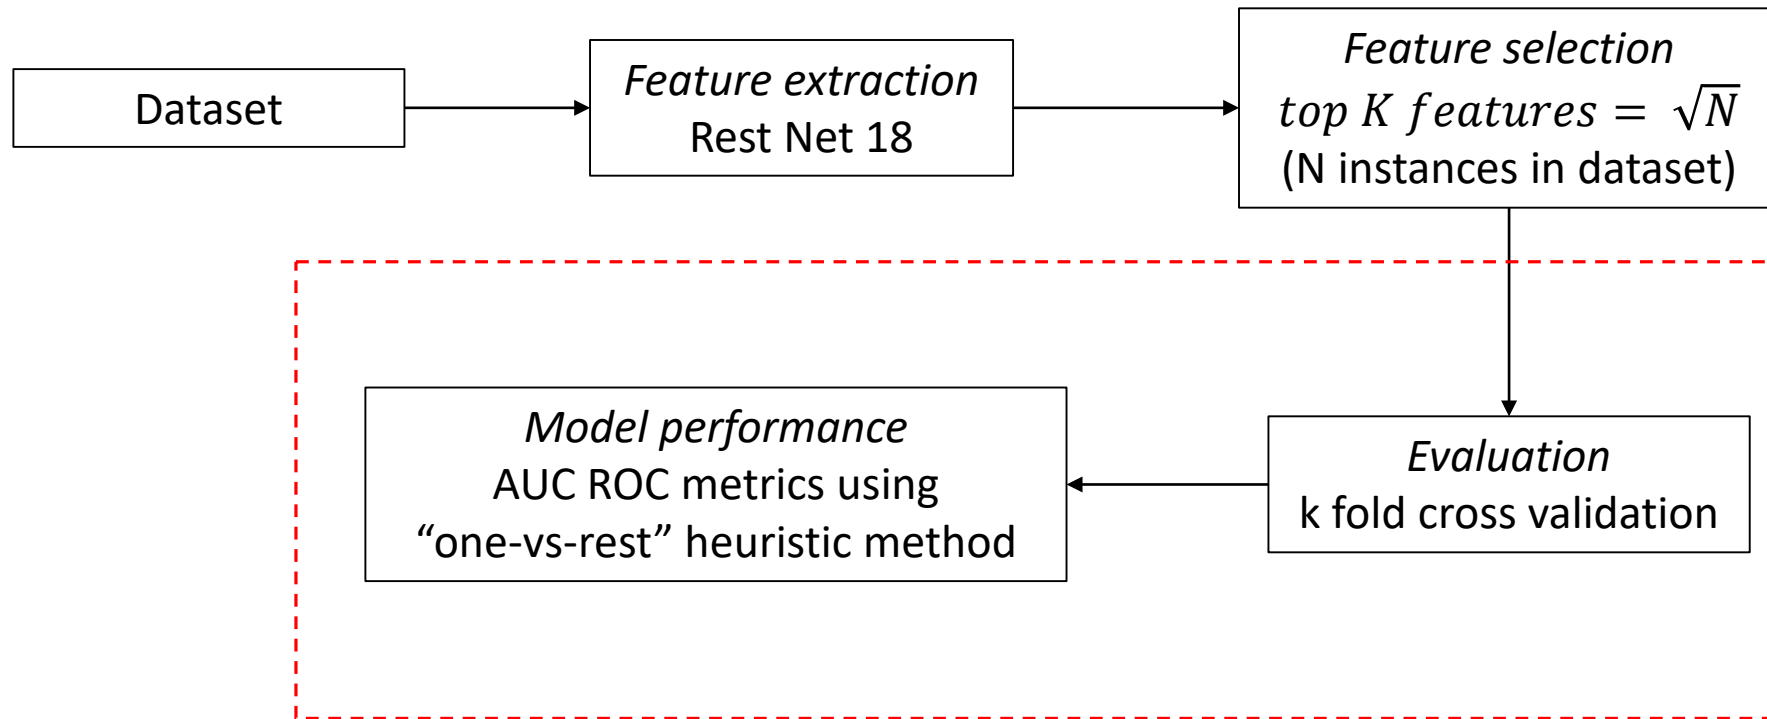 Dataset
Feature extraction
Rest Net 18
Feature selection
top K features = √N
(N instances in dataset)
Model performance
AUC ROC metrics using
“one-vs-rest” heuristic method
Evaluation
k fold cross validation